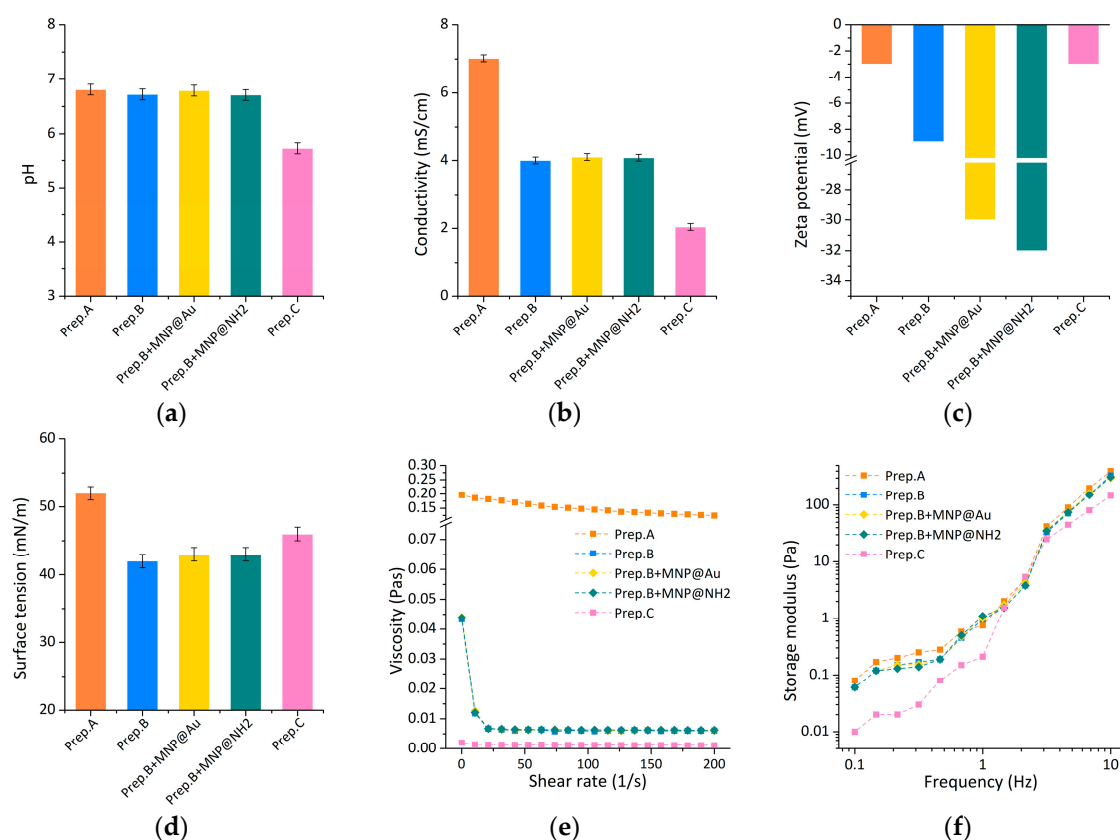 8
7
6
5
4
3
pH
Prep.A
Prep.B
Prep.B+MNP@Au
Prep.B+MNP@NH2
Prep.C
(a)
8
6
4
2
0
Conductivity (mS/cm)
Prep.A
Prep.B
Prep.B+MNP@Au
Prep.B+MNP@NH2
Prep.C
(b)
0
-2
-4
-6
-8
-10
-28
-30
-32
-34
Zeta potential (mV)
Prep.A
Prep.B
Prep.B+MNP@Au
Prep.B+MNP@NH2
Prep.C
(c)
60
50
40
30
20
Surface tension (mN/m)
Prep.A
Prep.B
Prep.B+MNP@Au
Prep.B+MNP@NH2
Prep.C
(d)
0.30
0.25
0.20
0.15
0.07
0.06
0.05
0.04
0.03
0.02
0.01
0.00
Viscosity (Pas)
Prep.A
Prep.B
Prep.B+MNP@Au
Prep.B+MNP@NH2
Prep.C
0 50 100 150 200
Shear rate (1/s)
(e)
100
10
1
0.1
0.01
Storage modulus (Pa)
Prep.A
Prep.B
Prep.B+MNP@Au
Prep.B+MNP@NH2
Prep.C
0.1 1 10
Frequency (Hz)
(f)